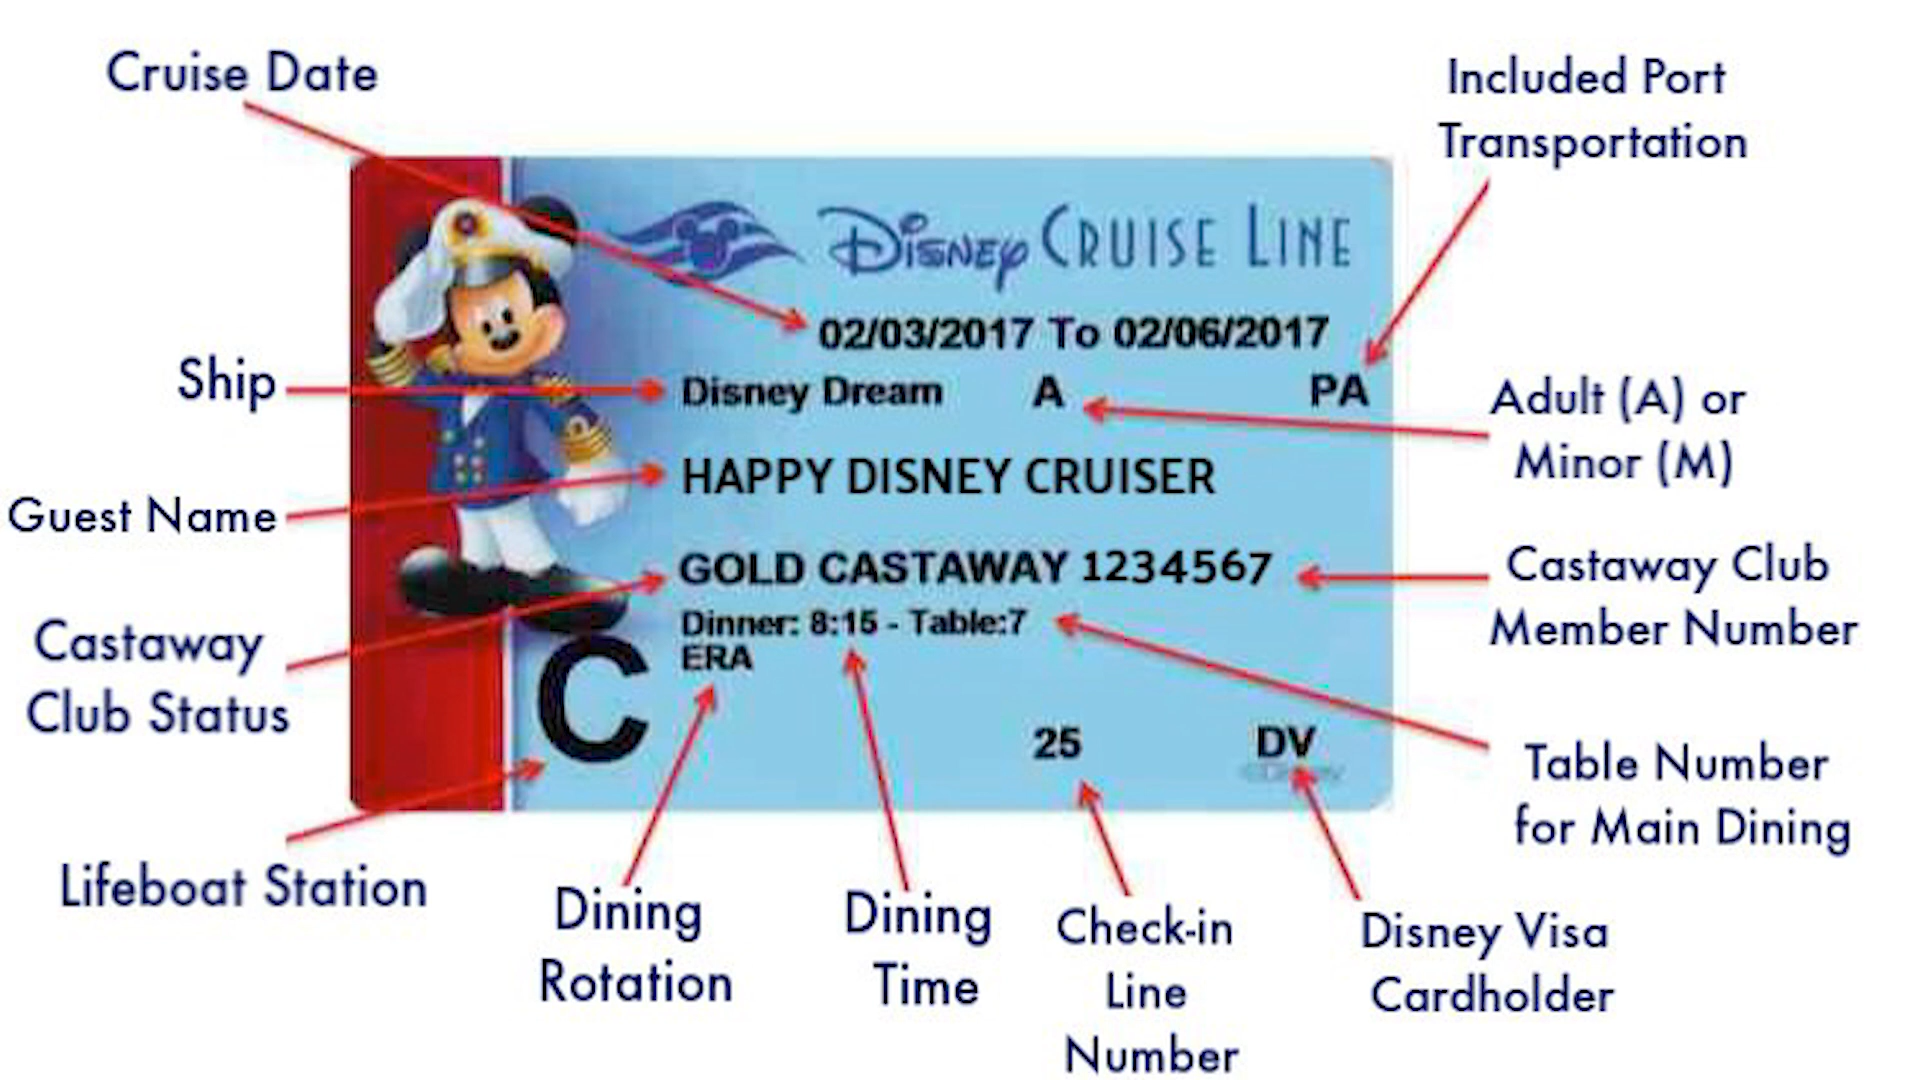 Cruise Date
Included Port
Transportation
Disney CRUISE LINE
02/03/2017 To 02/06/2017
Ship
Disney Dream A PA
Adult (A) or
Minor (M)
Guest Name
HAPPY DISNEY CRUISER
GOLD CASTAWAY 1234567
Castaway Club
Member Number
Dinner: 8:15 - Table:7
ERA
Castaway
Club Status
C
25 DV
©Disney
Table Number
for Main Dining
Lifeboat Station
Dining
Rotation
Dining
Time
Check-in
Line
Number
Disney Visa
Cardholder